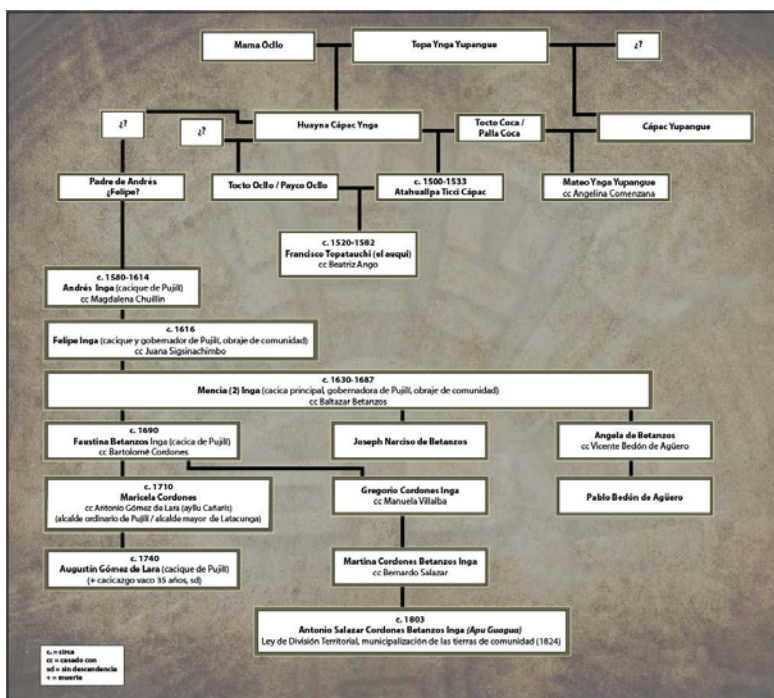 Mama Ocllo
Topa Ynga Yupangue
¿?
¿?
¿?
Huayna Cápac Ynga
Tocto Coca /
Palla Coca
Cápac Yupangue
Padre de Andrés
¿Felipe?
Tocto Ocllo / Payco Ocllo
c. 1500-1533
Atahuallpa Ticci Cápac
Mateo Ynga Yupangue
cc Angelina Comenzana
c. 1520-1582
Francisco Topatauchi (el auqui)
cc Beatriz Ango
c. 1580-1614
Andrés Inga (cacique de Pujilí)
cc Magdalena Chuillin
c. 1616
Felipe Inga (cacique y gobernador de Pujilí, obraje de comunidad)
cc Juana Sigsinachimbo
c. 1630-1687
Mencia (2) Inga (cacica principal, gobernadora de Pujilí, obraje de comunidad)
cc Baltazar Betanzos
c. 1690
Faustina Betanzos Inga (cacica de Pujilí)
cc Bartolomé Cordones
Joseph Narciso de Betanzos
Angela de Betanzos
cc Vicente Bedón de Agüero
c. 1710
Maricela Cordones
cc Antonio Gómez de Lara (ayllu Cañaris)
(alcalde ordinario de Pujilí / alcalde mayor de Latacunga)
Gregorio Cordones Inga
cc Manuela Villalba
Pablo Bedón de Agüero
c. 1740
Augustín Gómez de Lara (cacique de Pujilí)
(+ cacicazgo vaco 35 años, sd)
Martina Cordones Betanzos Inga
cc Bernardo Salazar
c. 1803
Antonio Salazar Cordones Betanzos Inga (Apu Guagua)
Ley de División Territorial, municipalización de las tierras de comunidad (1824)
c. = circa
cc = casado con
sd = sin descendencia
+ = muerte